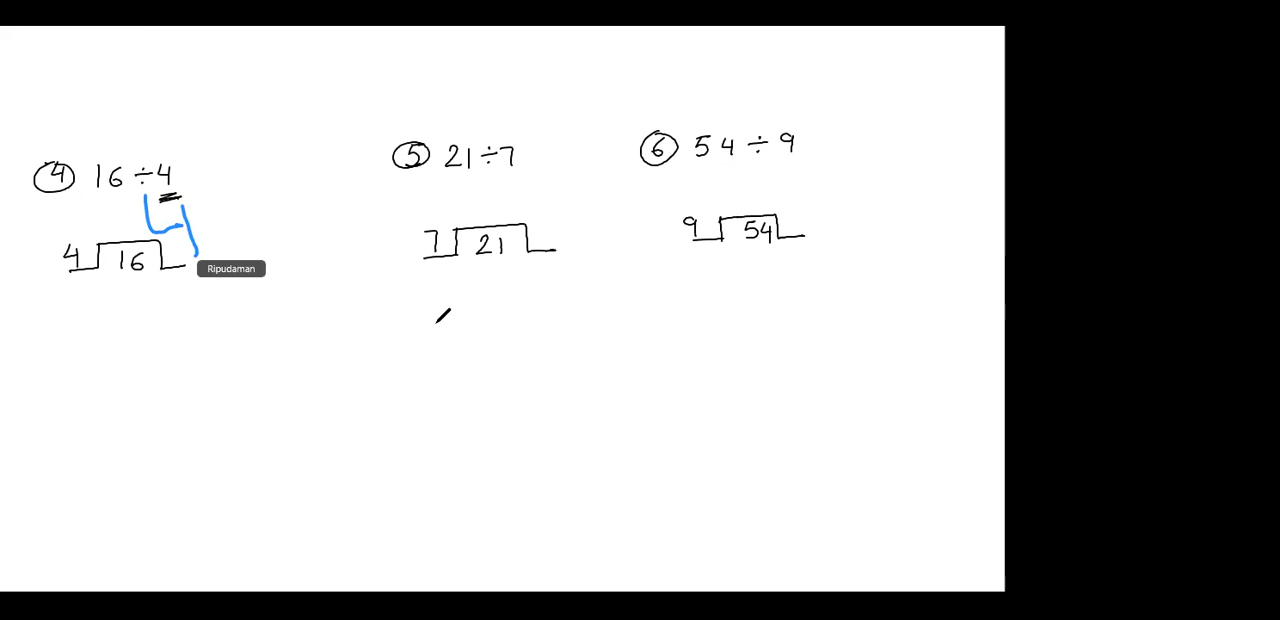 ④ 16 ÷ 4
4 16
Ripudaman
⑤ 21 ÷ 7
7 21
⑥ 54 ÷ 9
9 54